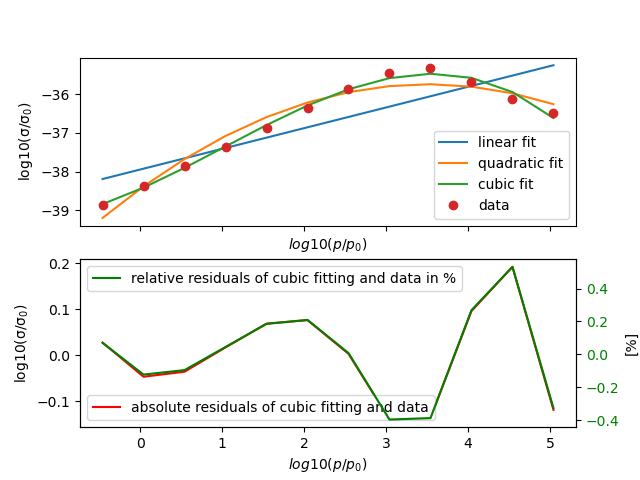 −36
−37
−38
−39
log10(σ/σ₀)
linear fit
quadratic fit
cubic fit
data
log10(p/p₀)
0.2
0.1
0.0
−0.1
log10(σ/σ₀)
relative residuals of cubic fitting and data in %
absolute residuals of cubic fitting and data
0.4
0.2
0.0
−0.2
−0.4
[%]
0 1 2 3 4 5
log10(p/p₀)